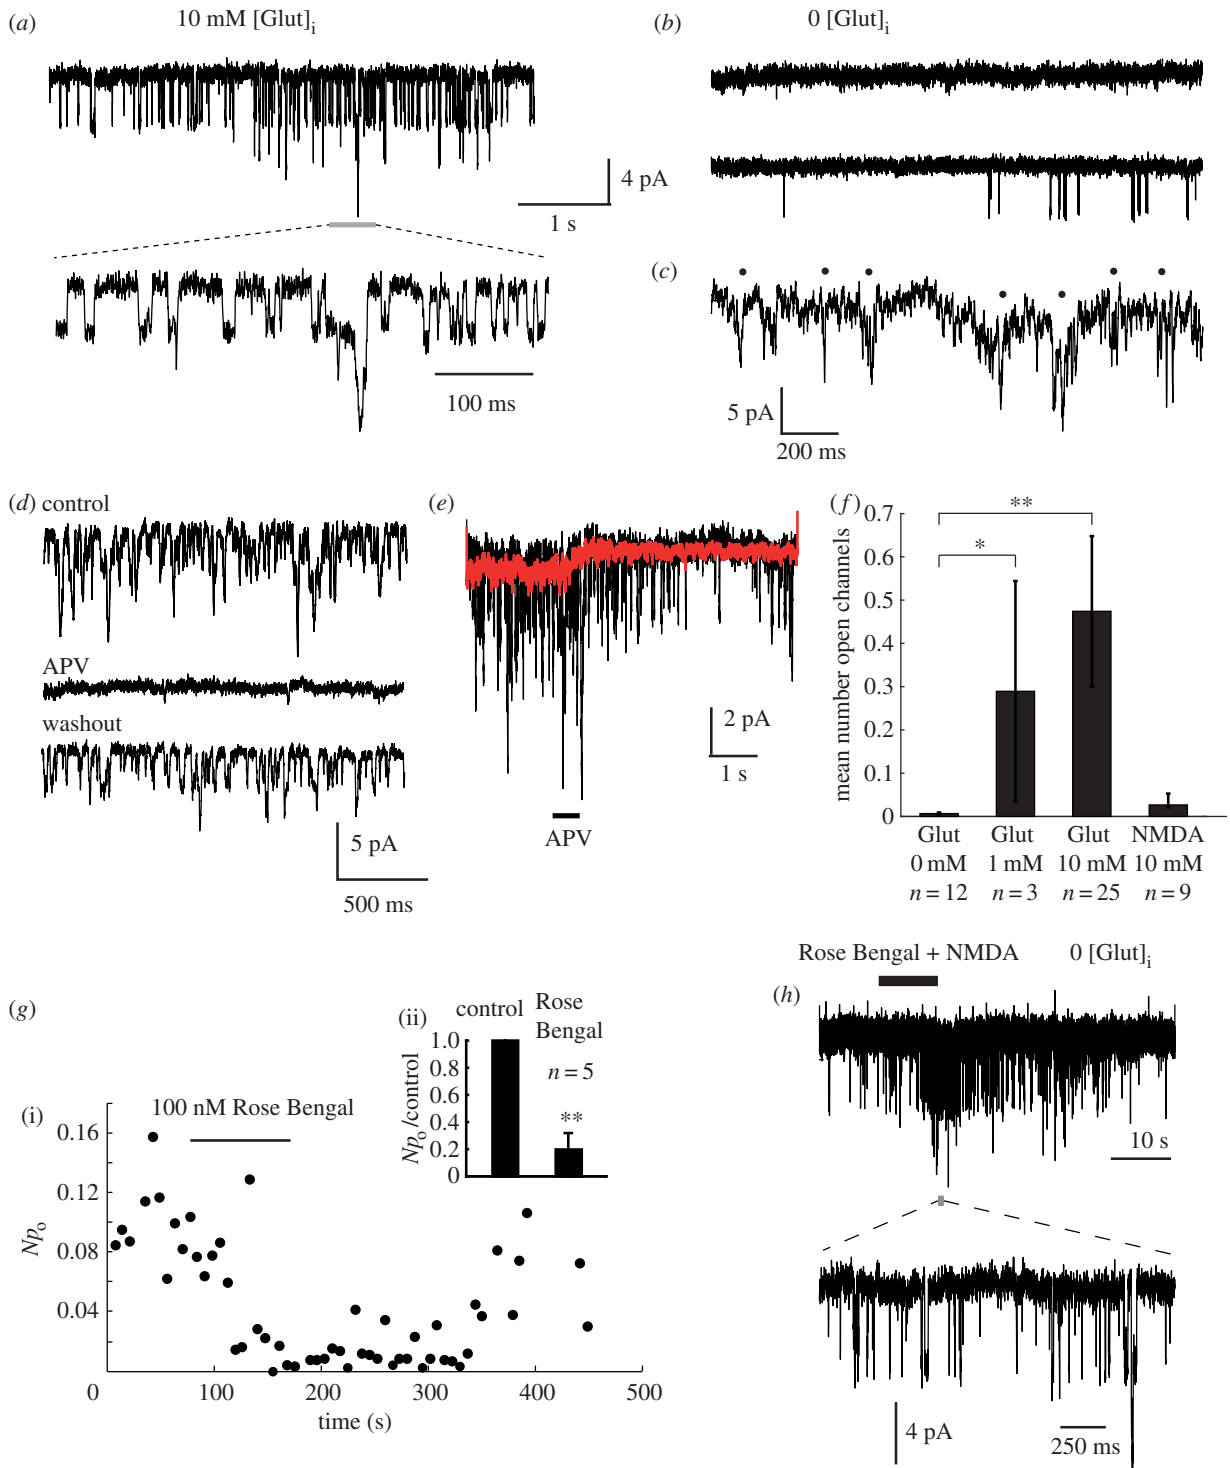 (a) 10 mM [Glut]i
4 pA
1 s
100 ms
(b) 0 [Glut]i
(c)
5 pA
200 ms
(d) control
APV
washout
5 pA
500 ms
(e)
2 pA
1 s
APV
(f)
mean number open channels
0.7
0.6
0.5
0.4
0.3
0.2
0.1
0
*
**
Glut Glut Glut NMDA
0 mM 1 mM 10 mM 10 mM
n = 12 n = 3 n = 25 n = 9
(g)
(i) 100 nM Rose Bengal
Npo
0.16
0.12
0.08
0.04
0 100 200 300 400 500
time (s)
(ii) control Rose Bengal
n = 5
**
Npo/control
1.0
0.8
0.6
0.4
0.2
0
Rose Bengal + NMDA 0 [Glut]i
(h)
10 s
4 pA
250 ms